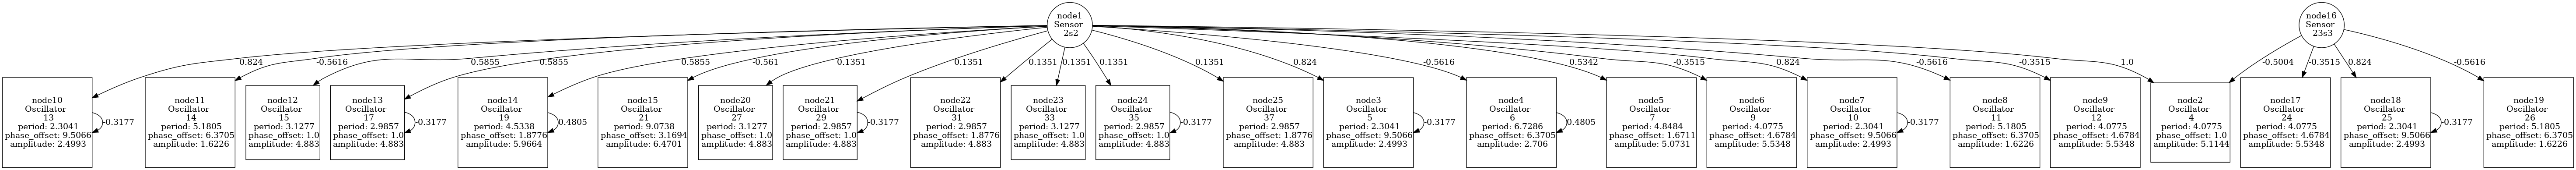 node1
Sensor
2s2
node16
Sensor
23s3
0.824
-0.5616
0.5855
0.5855
0.5855
-0.561
0.1351
0.1351
0.1351
0.1351
0.1351
0.1351
0.824
-0.5616
0.5342
-0.3515
0.824
-0.5616
-0.3515
1.0
-0.5004
-0.3515
0.824
-0.5616
node10
Oscillator
13
period: 2.3041
phase_offset: 9.5066
amplitude: 2.4993
-0.3177
node11
Oscillator
14
period: 5.1805
phase_offset: 6.3705
amplitude: 1.6226
node12
Oscillator
15
period: 3.1277
phase_offset: 1.0
amplitude: 4.883
node13
Oscillator
17
period: 2.9857
phase_offset: 1.0
amplitude: 4.883
-0.3177
node14
Oscillator
19
period: 4.5338
phase_offset: 1.8776
amplitude: 5.9664
0.4805
node15
Oscillator
21
period: 9.0738
phase_offset: 3.1694
amplitude: 6.4701
node20
Oscillator
27
period: 3.1277
phase_offset: 1.0
amplitude: 4.883
node21
Oscillator
29
period: 2.9857
phase_offset: 1.0
amplitude: 4.883
-0.3177
node22
Oscillator
31
period: 2.9857
phase_offset: 1.8776
amplitude: 4.883
node23
Oscillator
33
period: 3.1277
phase_offset: 1.0
amplitude: 4.883
node24
Oscillator
35
period: 2.9857
phase_offset: 1.0
amplitude: 4.883
-0.3177
node25
Oscillator
37
period: 2.9857
phase_offset: 1.8776
amplitude: 4.883
node3
Oscillator
5
period: 2.3041
phase_offset: 9.5066
amplitude: 2.4993
-0.3177
node4
Oscillator
6
period: 6.7286
phase_offset: 6.3705
amplitude: 2.706
0.4805
node5
Oscillator
7
period: 4.8484
phase_offset: 1.6711
amplitude: 5.0731
node6
Oscillator
9
period: 4.0775
phase_offset: 4.6784
amplitude: 5.5348
node7
Oscillator
10
period: 2.3041
phase_offset: 9.5066
amplitude: 2.4993
-0.3177
node8
Oscillator
11
period: 5.1805
phase_offset: 6.3705
amplitude: 1.6226
node9
Oscillator
12
period: 4.0775
phase_offset: 4.6784
amplitude: 5.5348
node2
Oscillator
4
period: 4.0775
phase_offset: 1.0
amplitude: 5.1144
node17
Oscillator
24
period: 4.0775
phase_offset: 4.6784
amplitude: 5.5348
node18
Oscillator
25
period: 2.3041
phase_offset: 9.5066
amplitude: 2.4993
-0.3177
node19
Oscillator
26
period: 5.1805
phase_offset: 6.3705
amplitude: 1.6226